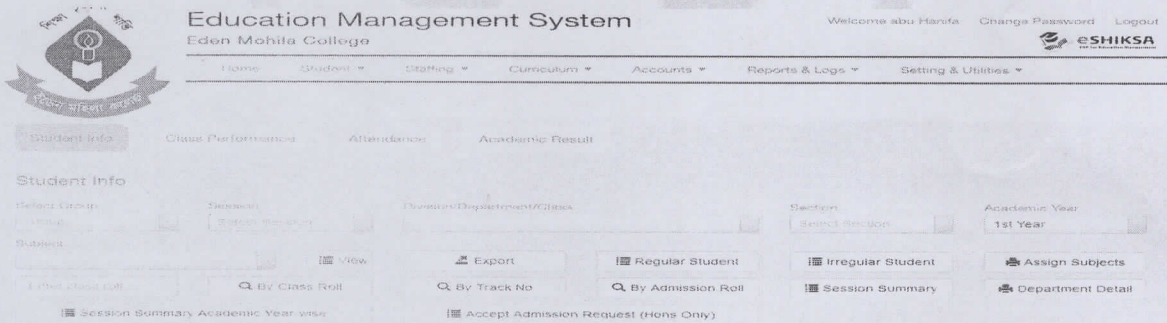 Education Management System
Welcome abu Hanifa Change Password Logout
Eden Mohila College
eSHIKSA
Home Student Staffing Curriculum Accounts Reports & Logs Setting & Utilities
Student Info Class Performance Attendance Academic Result
Student Info
Select Group Session Division/Department/Class Section Academic Year
Select Session Select Section 1st Year
Subject
View Export Regular Student Irregular Student Assign Subjects
Enter class roll By Class Roll By Track No By Admission Roll Session Summary Department Detail
Session Summary Academic Year wise Accept Admission Request (Hons Only)